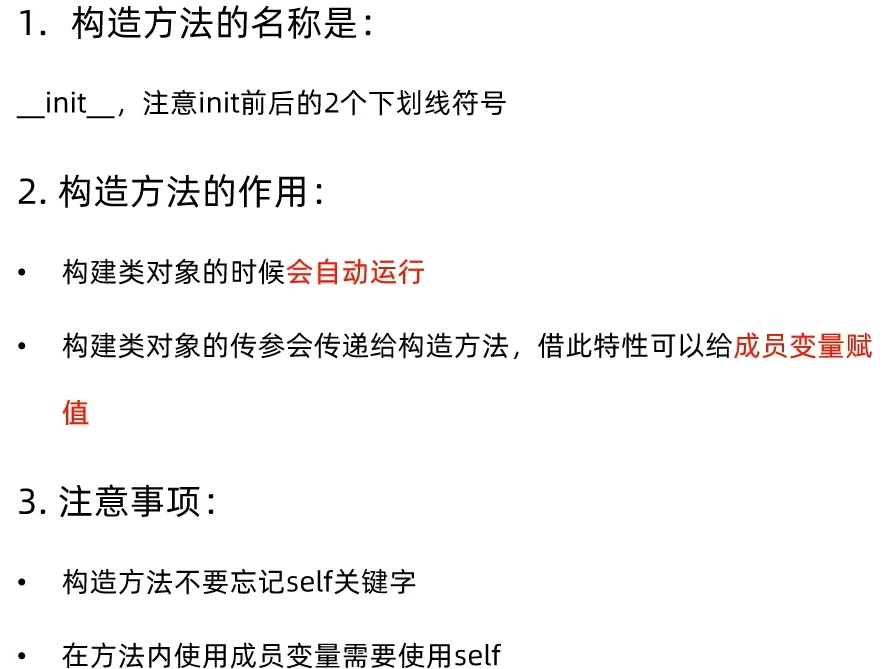 1. 构造方法的名称是：
__init__，注意init前后的2个下划线符号
2. 构造方法的作用：
• 构建类对象的时候会自动运行
• 构建类对象的传参会传递给构造方法，借此特性可以给成员变量赋
值
3. 注意事项：
• 构造方法不要忘记self关键字
• 在方法内使用成员变量需要使用self